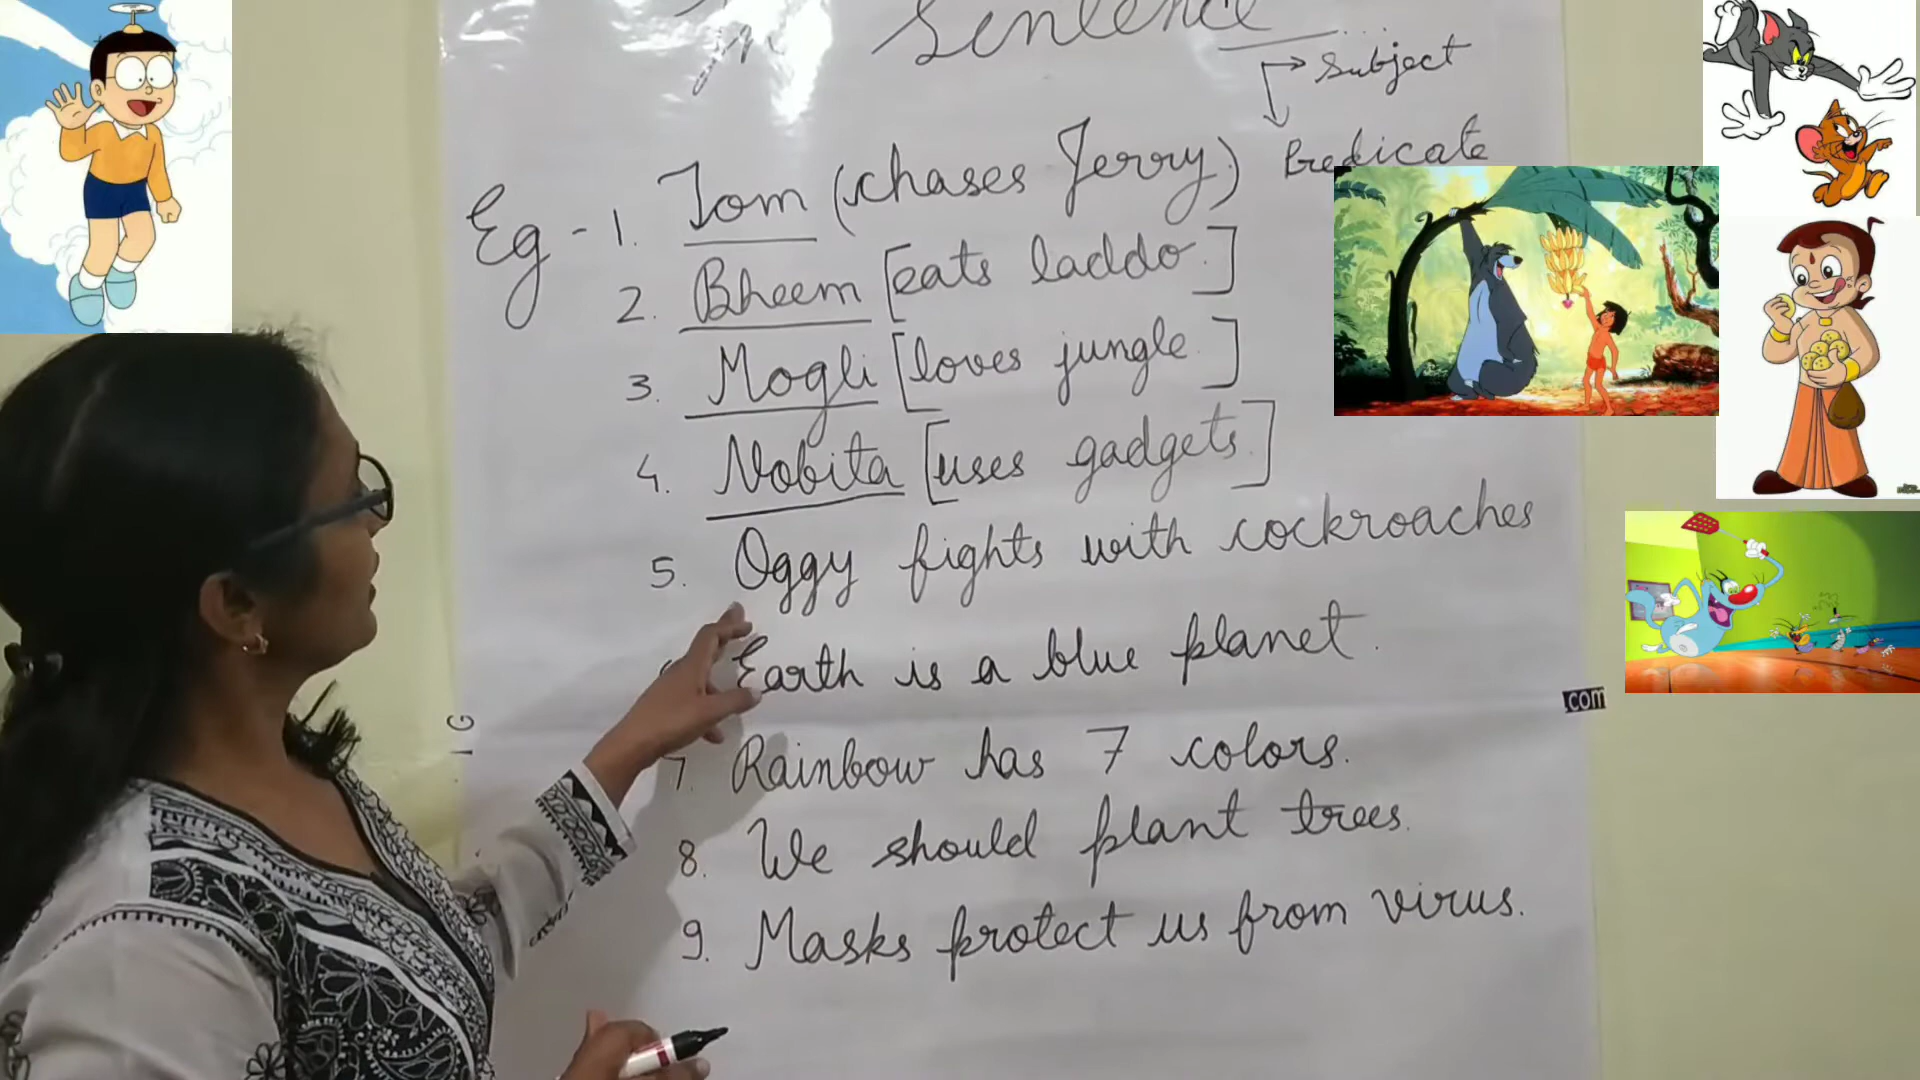 Sentence
Subject
Predicate
Eg - 1. Tom (chases Jerry.)
2. Bheem [eats laddo.]
3. Mogli [loves jungle.]
4. Nobita [uses gadgets.]
5. Oggy fights with cockroaches
Earth is a blue planet.
7. Rainbow has 7 colors.
8. We should plant trees.
9. Masks protect us from virus.
.com